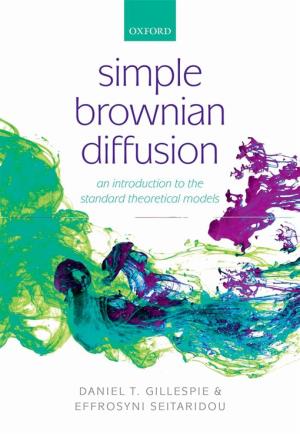 OXFORD
simple
brownian
diffusion
an introduction to the
standard theoretical models
DANIEL T. GILLESPIE &
EFFROSYNI SEITARIDOU